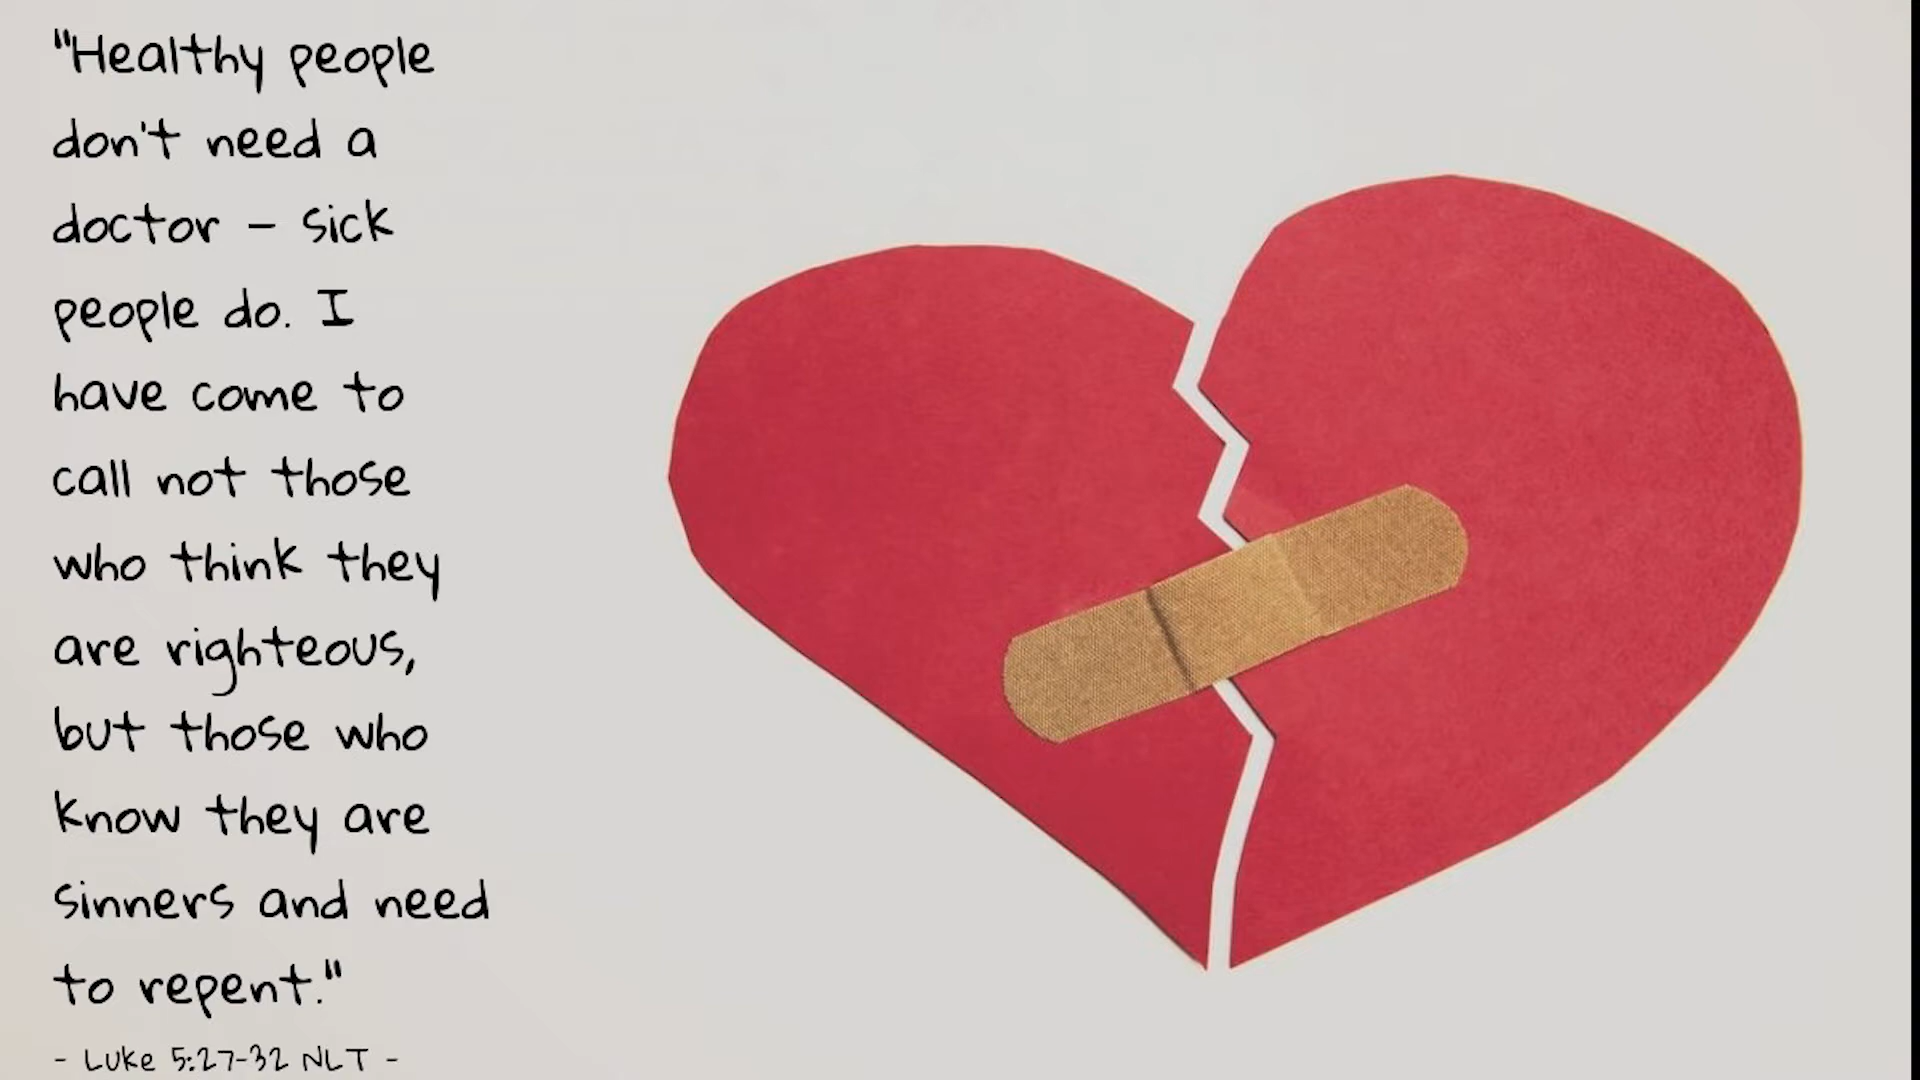 "Healthy people
don't need a
doctor – sick
people do. I
have come to
call not those
who think they
are righteous,
but those who
know they are
sinners and need
to repent."
- Luke 5:27-32 NLT -